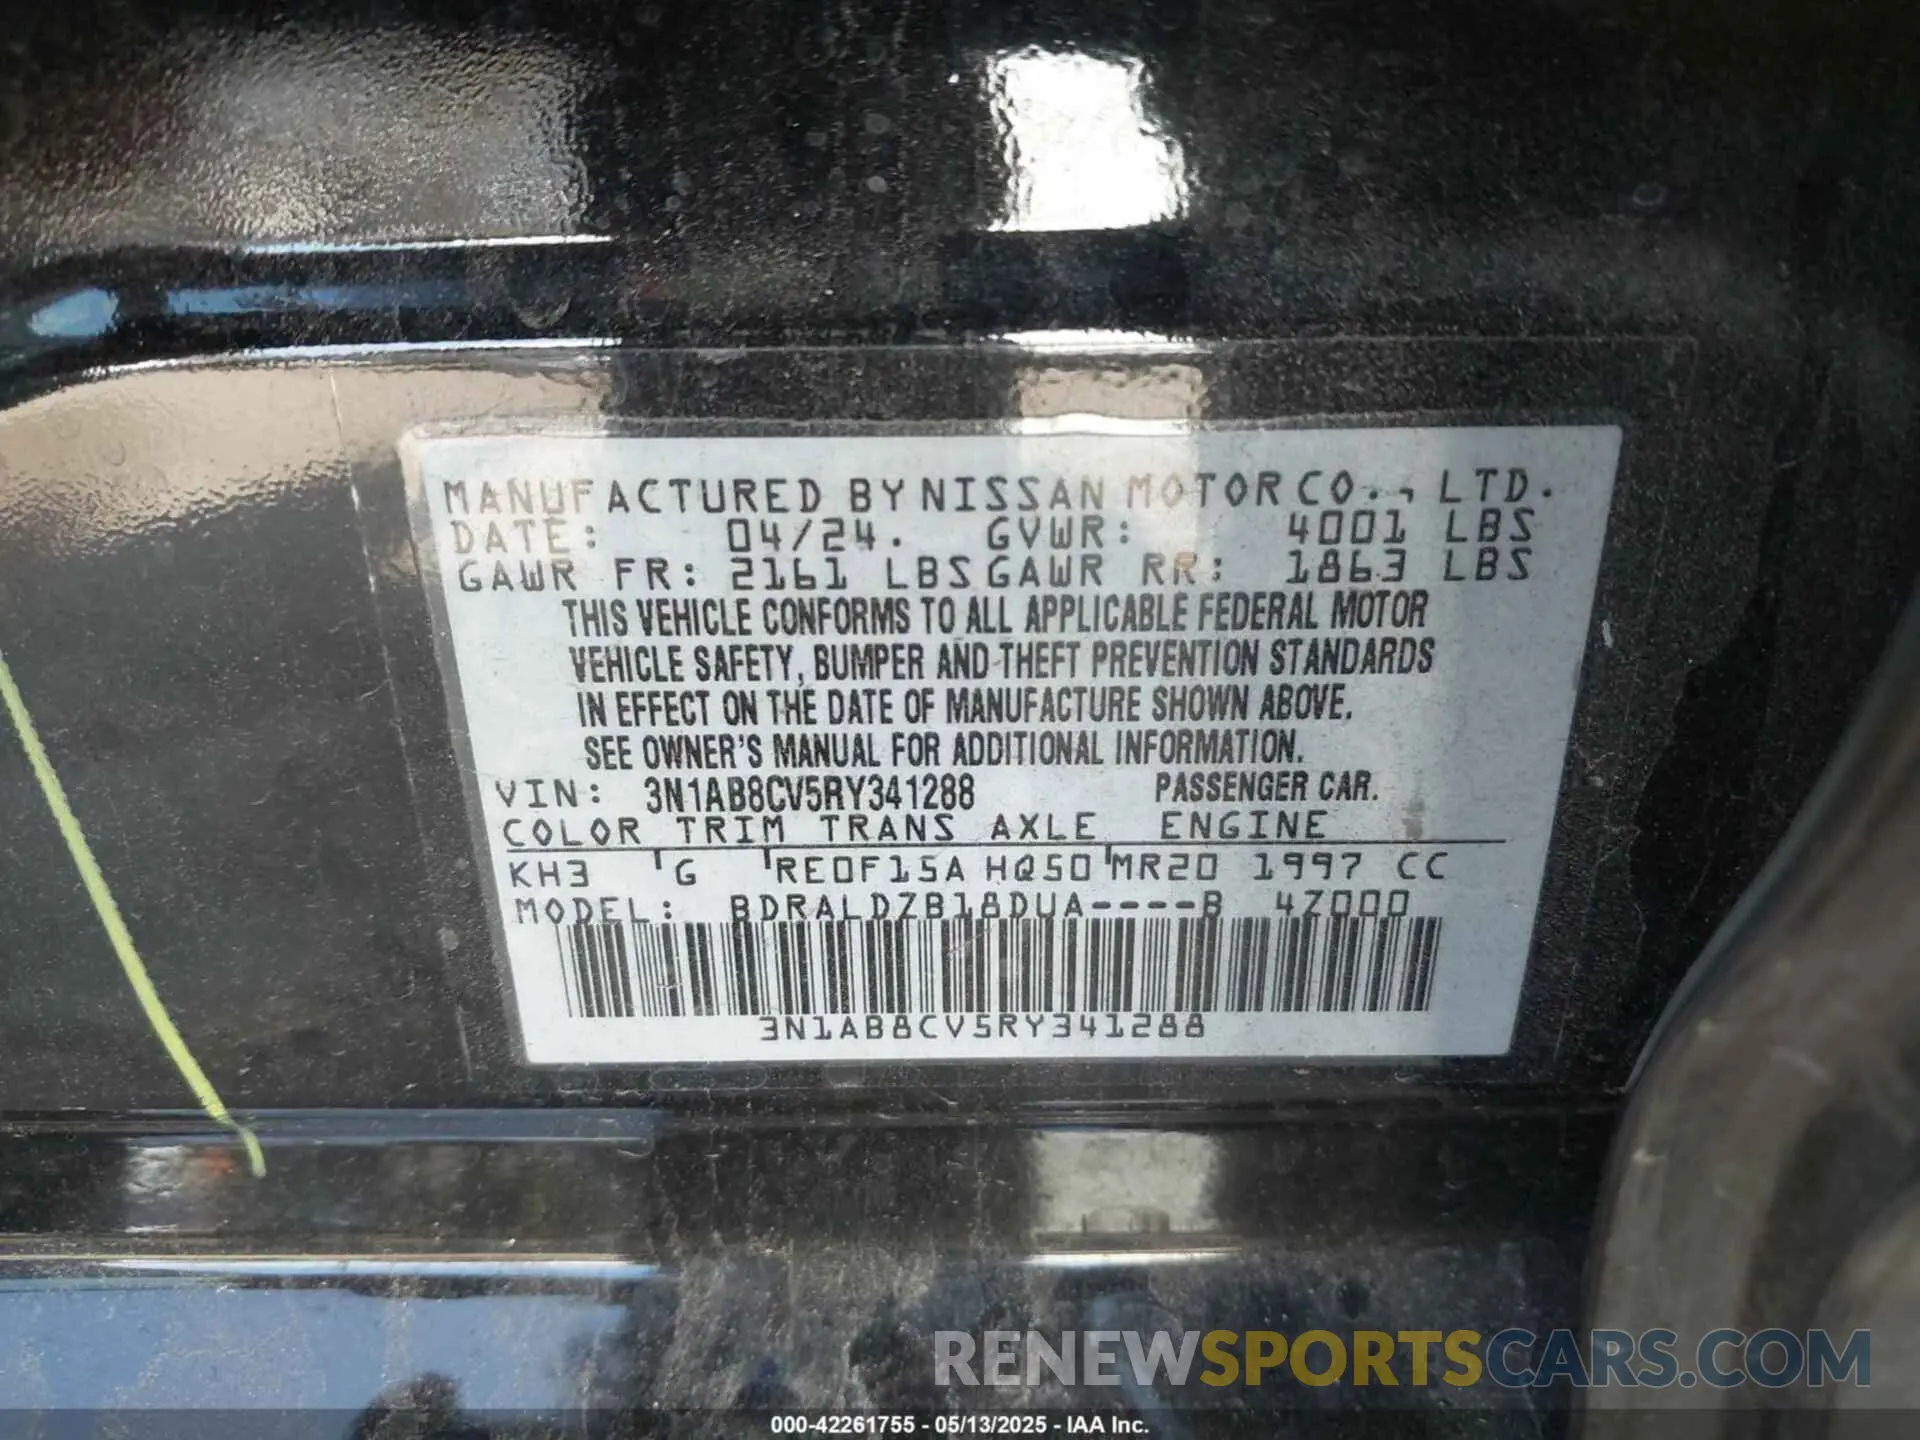 MANUFACTURED BY NISSAN MOTOR CO., LTD.
DATE: 04/24. GVWR: 4001 LBS
GAWR FR: 2161 LBS GAWR RR: 1863 LBS
THIS VEHICLE CONFORMS TO ALL APPLICABLE FEDERAL MOTOR
VEHICLE SAFETY, BUMPER AND THEFT PREVENTION STANDARDS
IN EFFECT ON THE DATE OF MANUFACTURE SHOWN ABOVE.
SEE OWNER'S MANUAL FOR ADDITIONAL INFORMATION.
VIN: 3N1AB8CV5RY341288 PASSENGER CAR.
COLOR TRIM TRANS AXLE ENGINE
KH3 G RE0F15A HQ50 MR20 1997 CC
MODEL: BDRALDZB18DUA----B 4Z000
3N1AB8CV5RY341288
RENEWSPORTSCARS.COM
000-42261755 - 05/13/2025 - IAA Inc.